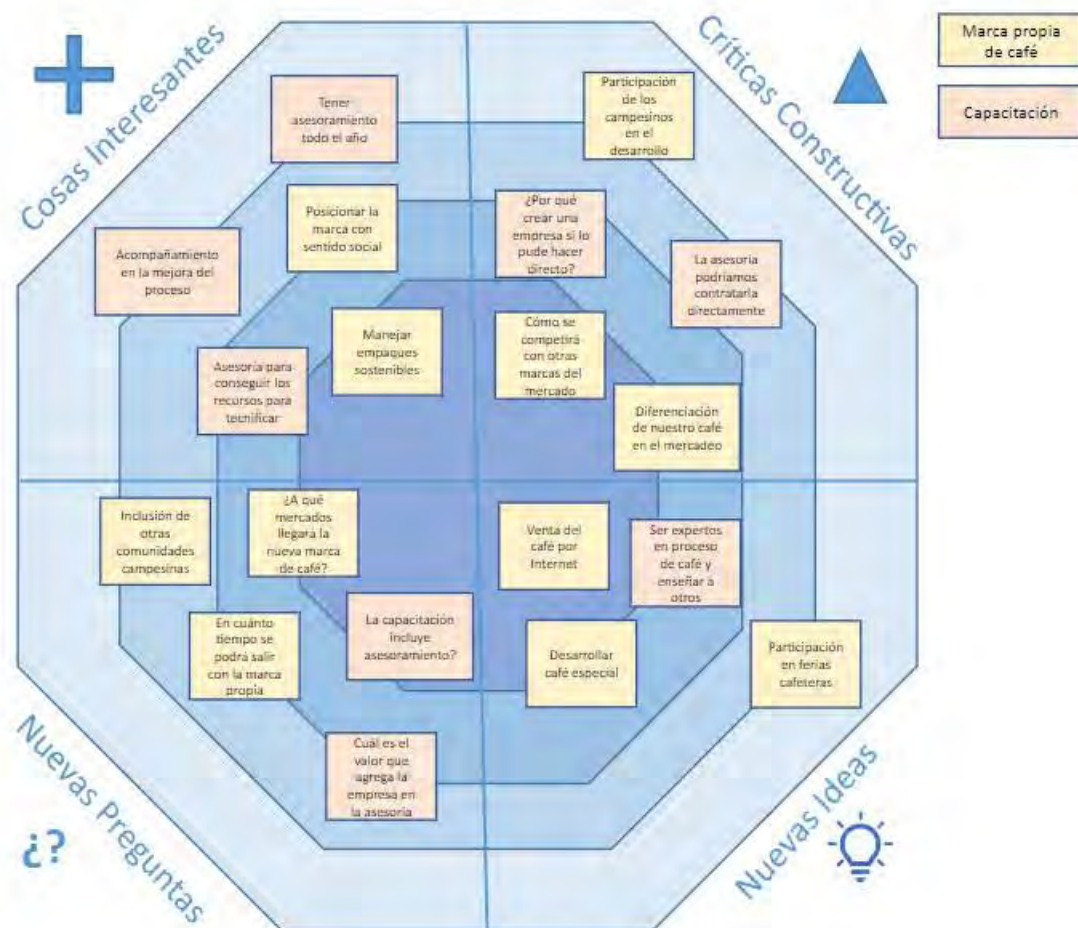 Cosas Interesantes
Críticas Constructivas
Marca propia
de café
Capacitación
Tener
asesoramiento
todo el año
Participación
de los
campesinos
en el
desarrollo
Posicionar la
marca con
sentido social
¿Por qué
crear una
empresa si lo
pude hacer
directo?
Acompañamiento
en la mejora del
proceso
La asesoría
podríamos
contratarla
directamente
Manejar
empaques
sostenibles
Cómo se
competirá
con otras
marcas del
mercado
Asesoría para
conseguir los
recursos para
tecnificar
Diferenciación
de nuestro café
en el mercadeo
Inclusión de
otras
comunidades
campesinas
¿A qué
mercados
llegara la
nueva marca
de café?
Venta del
café por
Internet
Ser expertos
en proceso
de café y
enseñar a
otros
En cuánto
tiempo se
podrá salir
con la marca
propia
La capacitación
incluye
asesoramiento?
Desarrollar
café especial
Participación
en ferias
cafeteras
Cuál es el
valor que
agrega la
empresa en
la asesoría
Nuevas Preguntas
¿?
Nuevas Ideas